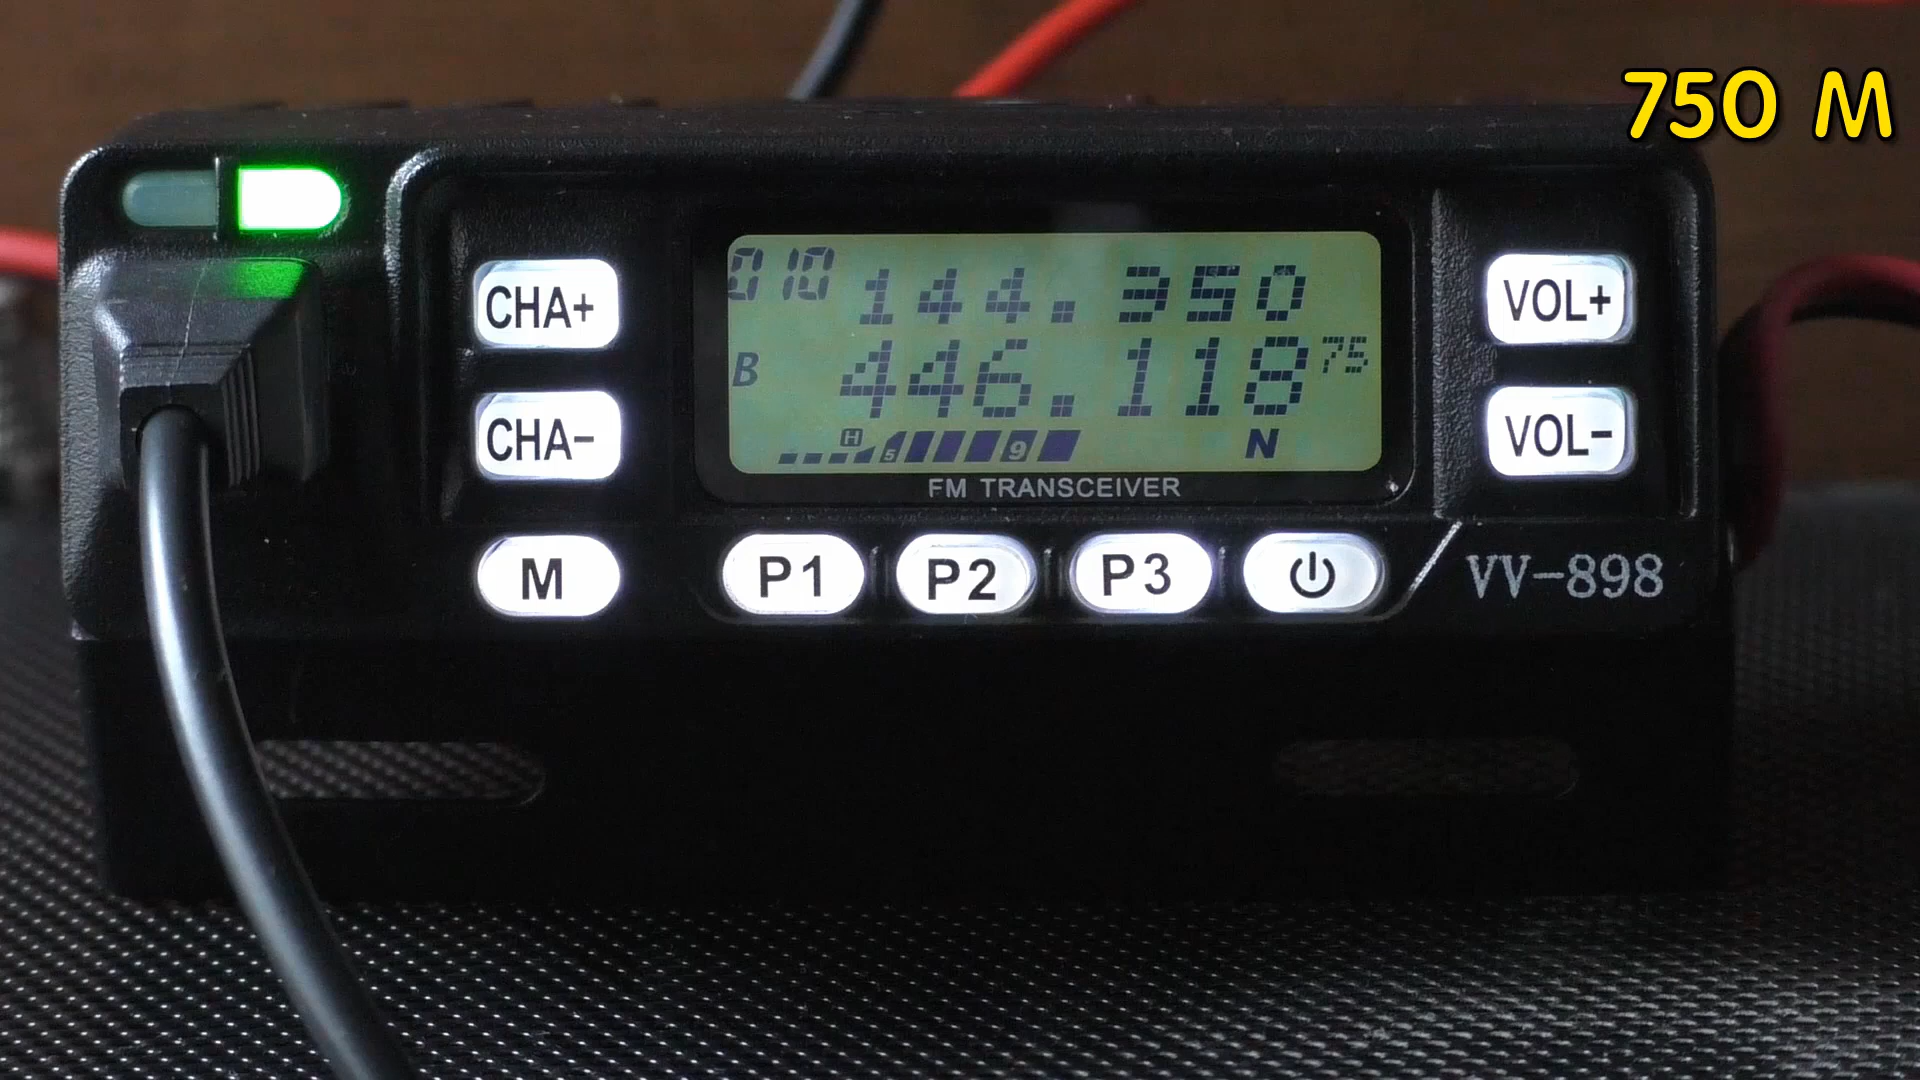 750 M
CHA+
010 144.350
VOL+
B 446.118 75
CHA-
H 5 9 N
VOL-
FM TRANSCEIVER
M P1 P2 P3 VV-898